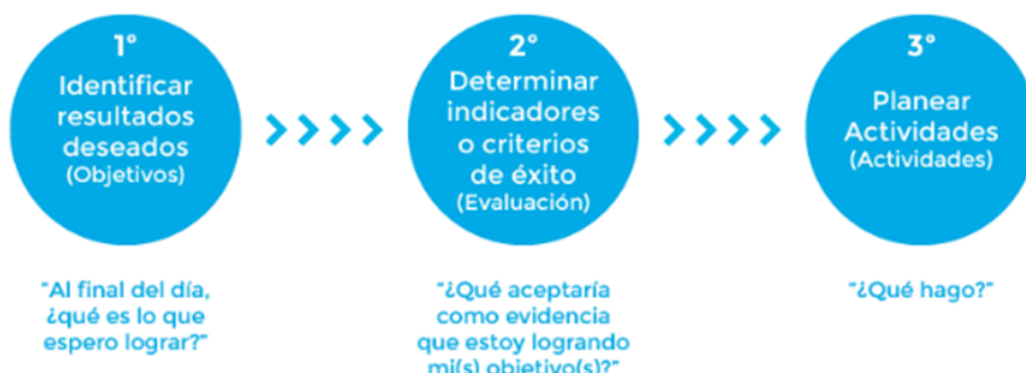 1°
Identificar
resultados
deseados
(Objetivos)
2°
Determinar
indicadores
o criterios
de éxito
(Evaluación)
3°
Planear
Actividades
(Actividades)
"Al final del día,
¿qué es lo que
espero lograr?"
"¿Qué aceptaría
como evidencia
que estoy logrando
mi(s) objetivo(s)?"
"¿Qué hago?"